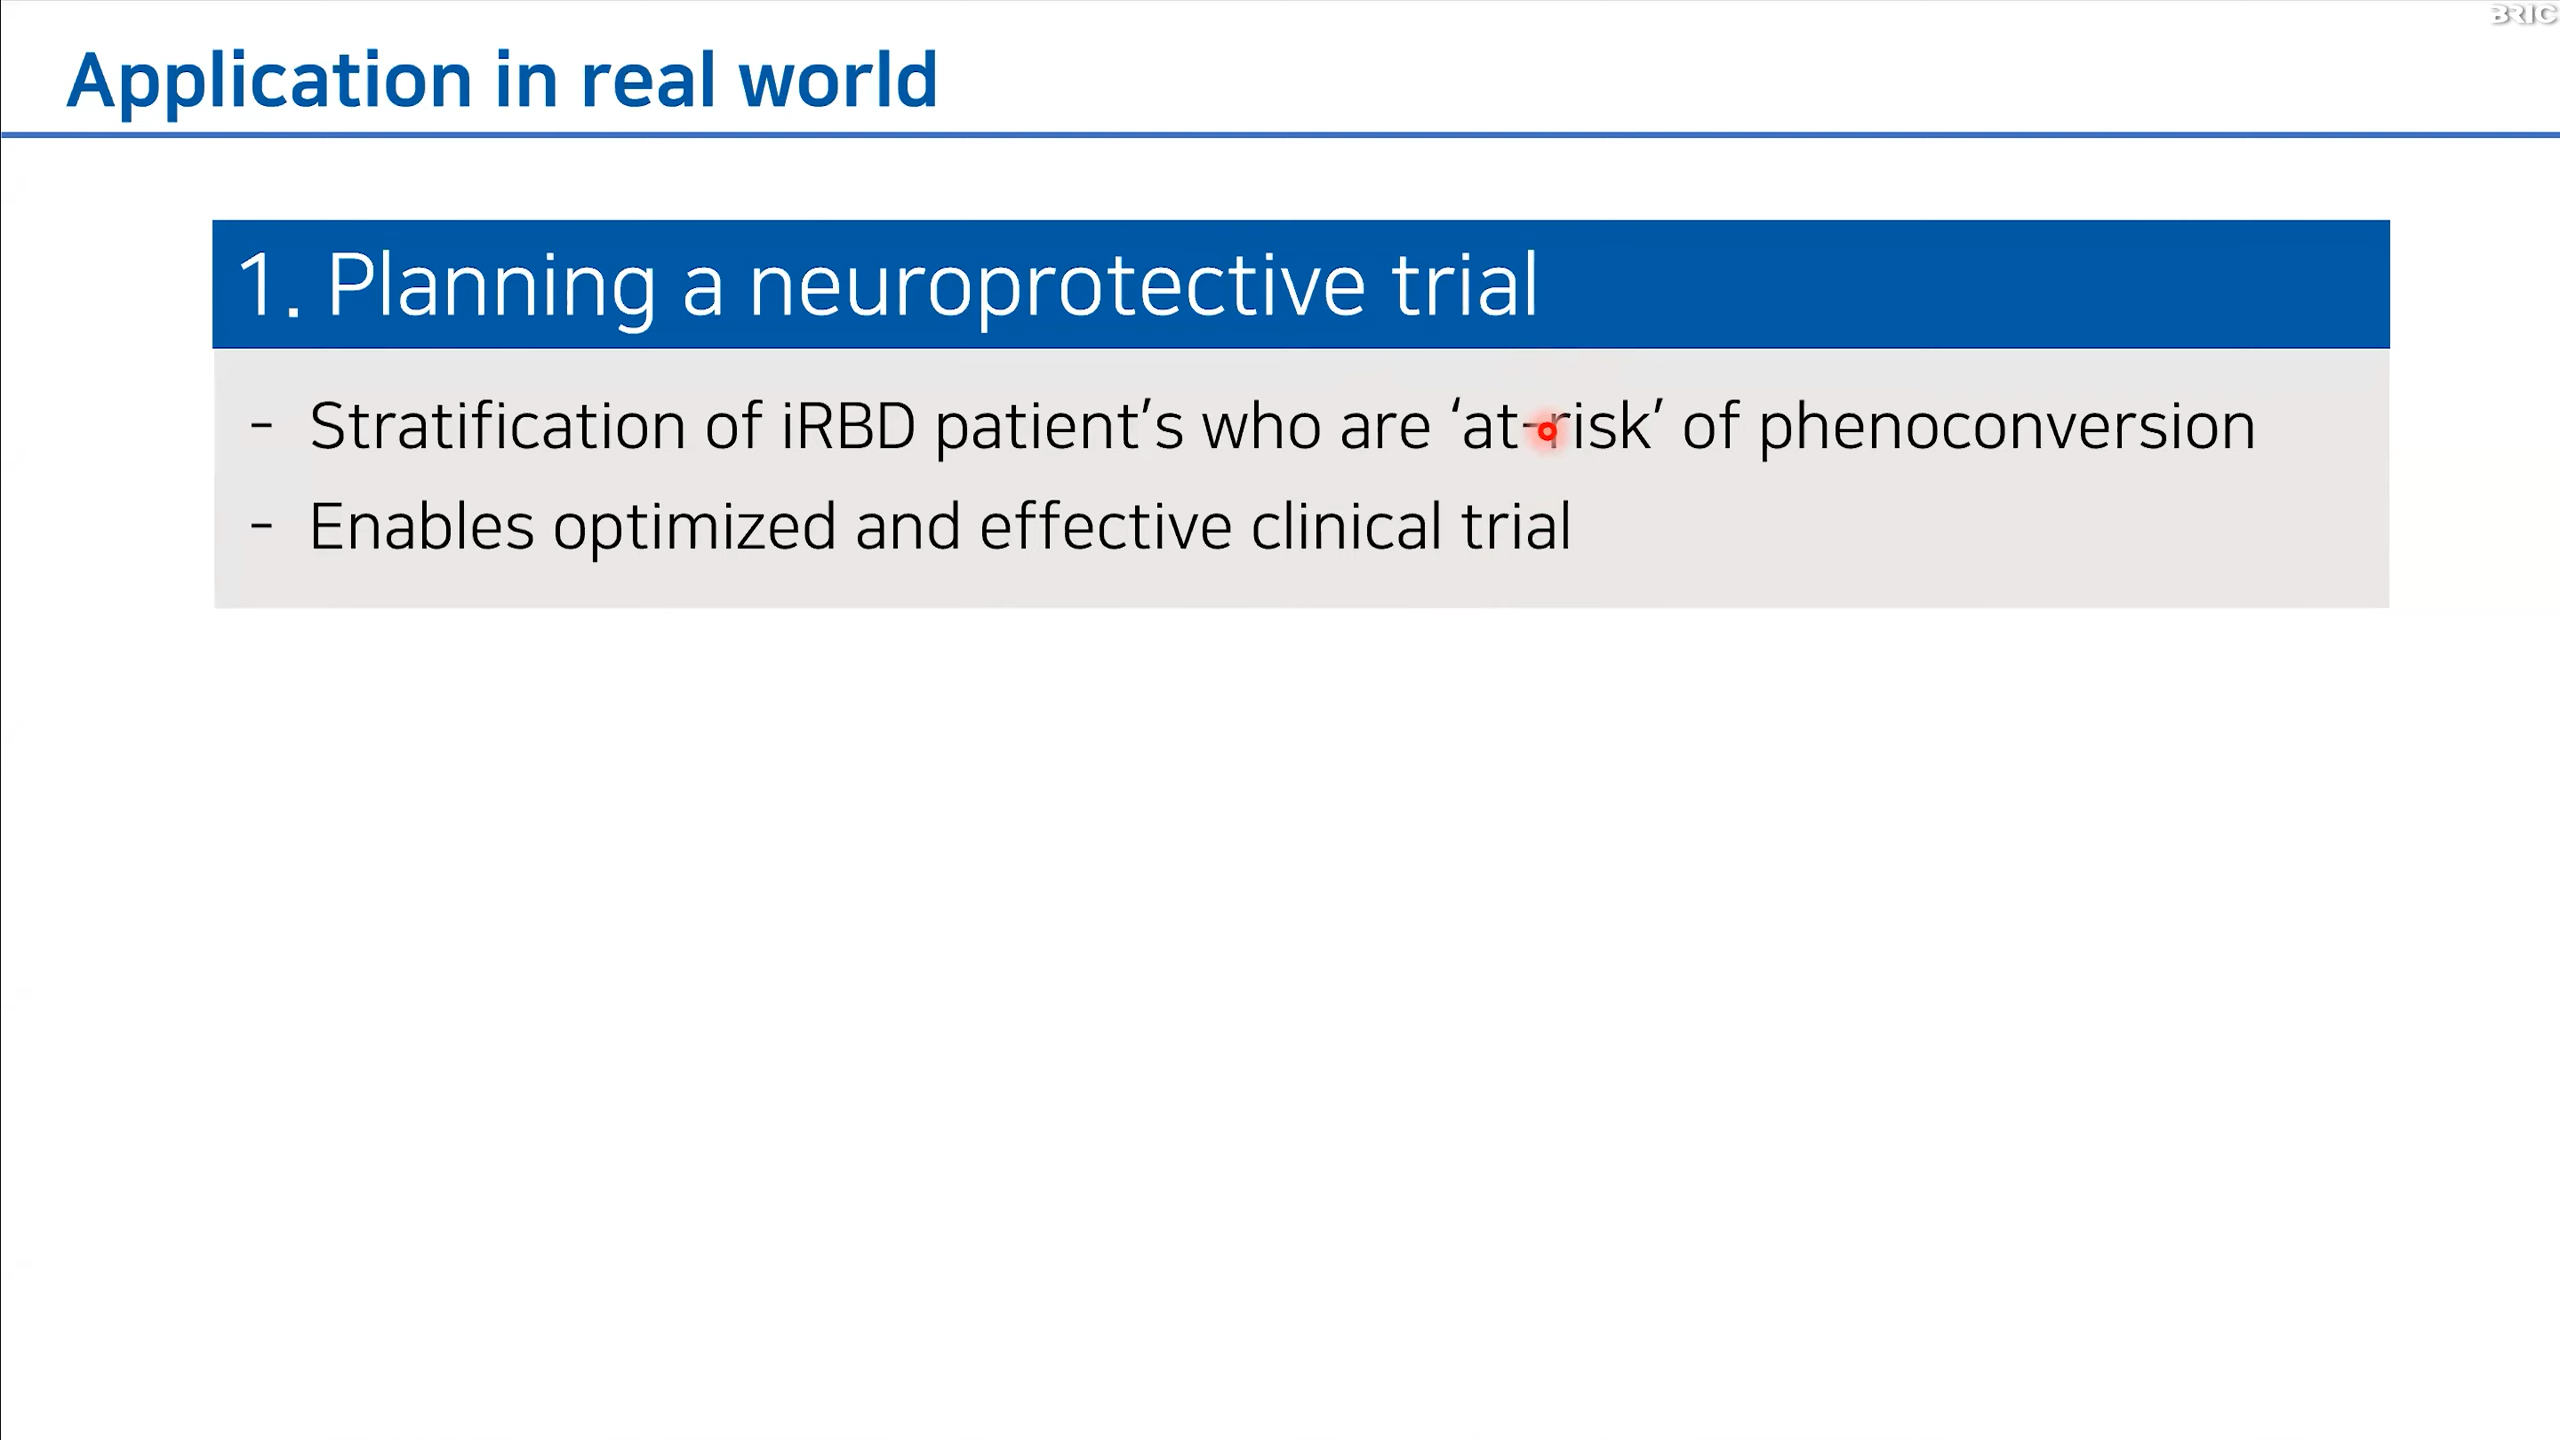 BRIC
Application in real world
1. Planning a neuroprotective trial
- Stratification of iRBD patient’s who are ‘at-risk’ of phenoconversion
- Enables optimized and effective clinical trial